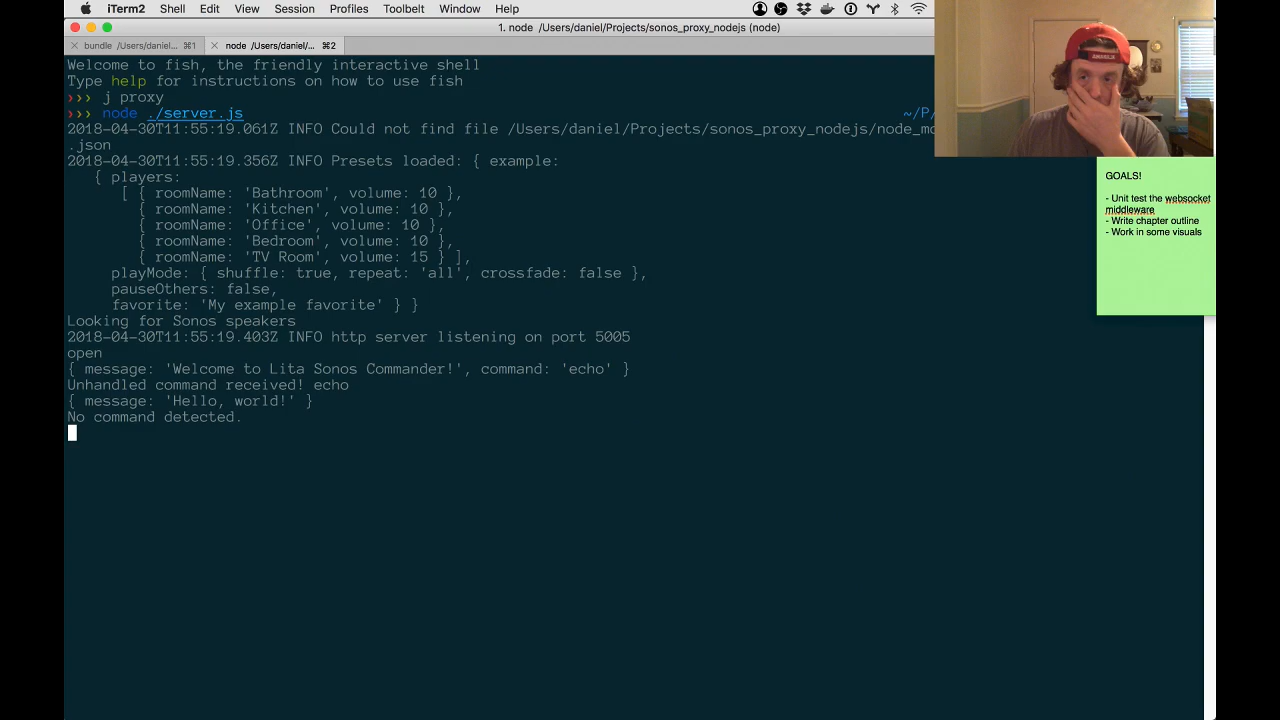 iTerm2 Shell Edit View Session Profiles Toolbelt Window Help
1. node /Users/daniel/Projects/sonos_proxy_nodejs (node)
bundle /Users/daniel... ⌘1 node /Users/daniel/... ⌘2
Welcome to fish, the friendly interactive shell
Type help for instructions on how to use fish
❯❯❯ j proxy
❯❯❯ node ./server.js ~/P/
2018-04-30T11:55:19.061Z INFO Could not find file /Users/daniel/Projects/sonos_proxy_nodejs/node_mo
.json
2018-04-30T11:55:19.356Z INFO Presets loaded: { example:
{ players:
[ { roomName: 'Bathroom', volume: 10 },
{ roomName: 'Kitchen', volume: 10 },
{ roomName: 'Office', volume: 10 },
{ roomName: 'Bedroom', volume: 10 },
{ roomName: 'TV Room', volume: 15 } ],
playMode: { shuffle: true, repeat: 'all', crossfade: false },
pauseOthers: false,
favorite: 'My example favorite' } }
Looking for Sonos speakers
2018-04-30T11:55:19.403Z INFO http server listening on port 5005
open
{ message: 'Welcome to Lita Sonos Commander!', command: 'echo' }
Unhandled command received! echo
{ message: 'Hello, world!' }
No command detected.
GOALS!
- Unit test the websocket
middleware
- Write chapter outline
- Work in some visuals